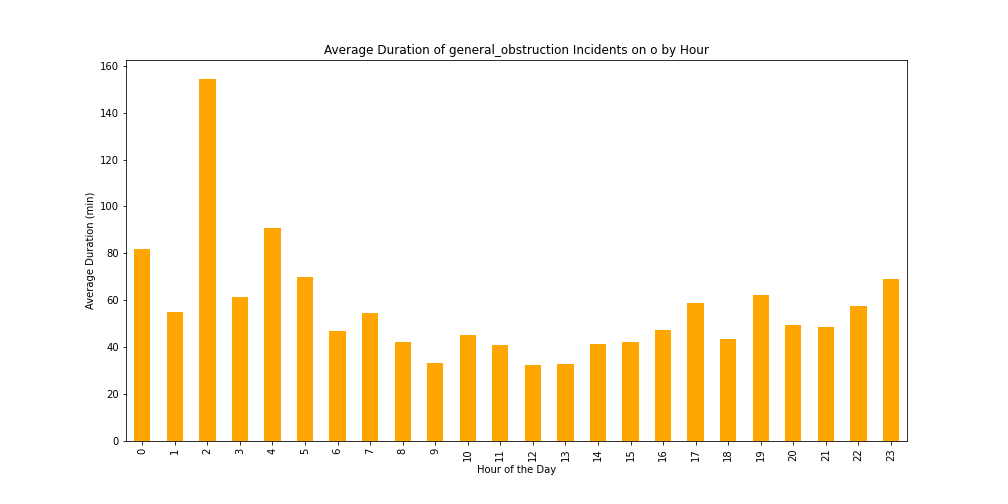 Average Duration of general_obstruction Incidents on o by Hour
160
140
120
100
80
60
40
20
0
Average Duration (min)
0 1 2 3 4 5 6 7 8 9 10 11 12 13 14 15 16 17 18 19 20 21 22 23
Hour of the Day